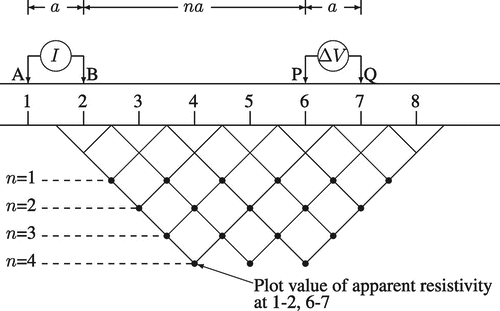 a na a
I ΔV
A B P Q
1 2 3 4 5 6 7 8
n=1
n=2
n=3
n=4
Plot value of apparent resistivity
at 1-2, 6-7